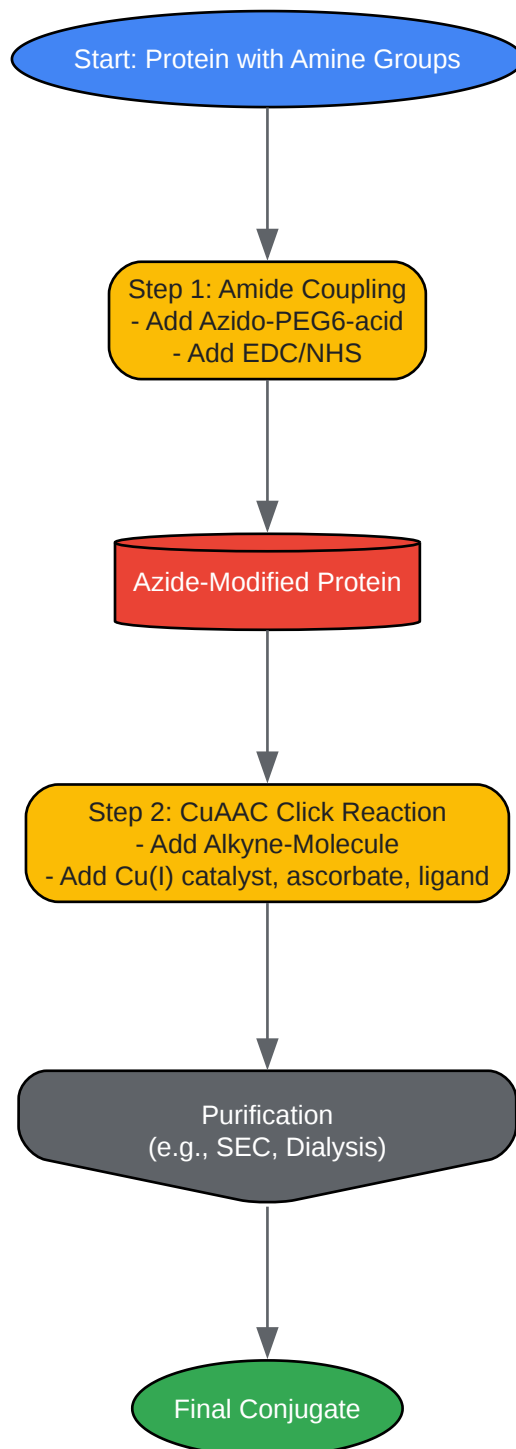 Start: Protein with Amine Groups
Step 1: Amide Coupling
- Add Azido-PEG6-acid
- Add EDC/NHS
Azide-Modified Protein
Step 2: CuAAC Click Reaction
- Add Alkyne-Molecule
- Add Cu(I) catalyst, ascorbate, ligand
Purification
(e.g., SEC, Dialysis)
Final Conjugate